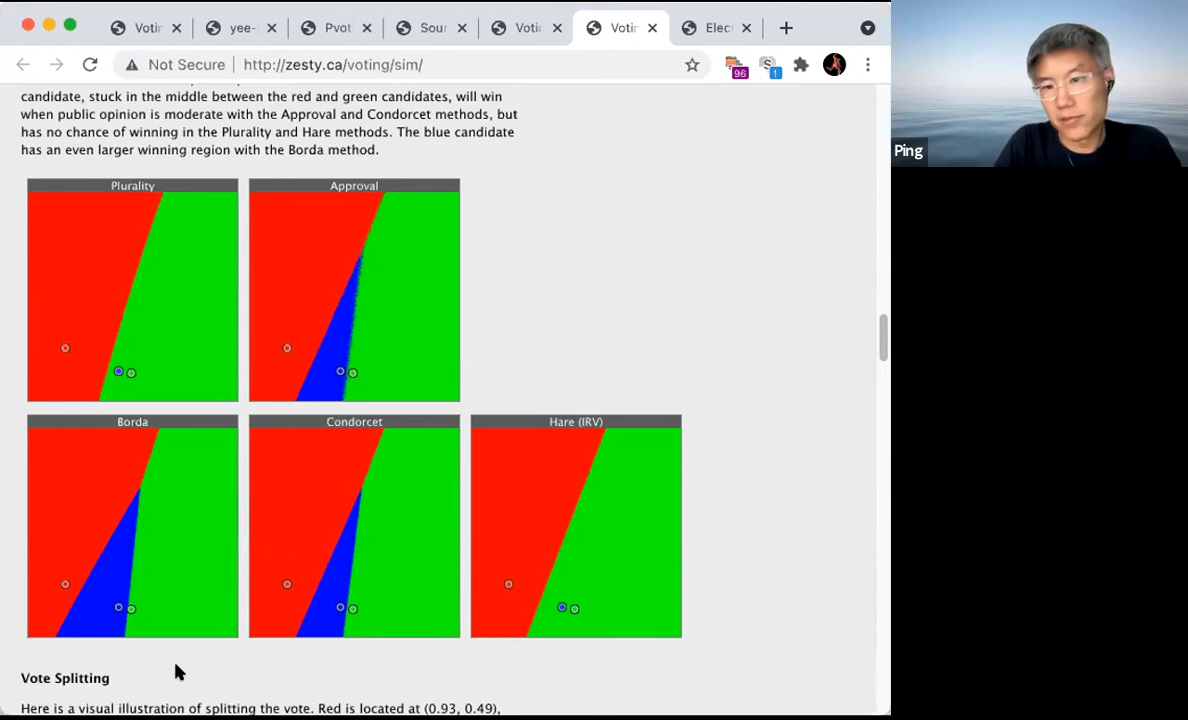 Votin
yee-
Pvot
Sour
Votin
Votin
Elect
Not Secure
http://zesty.ca/voting/sim/
96
1
Ping
candidate, stuck in the middle between the red and green candidates, will win
when public opinion is moderate with the Approval and Condorcet methods, but
has no chance of winning in the Plurality and Hare methods. The blue candidate
has an even larger winning region with the Borda method.
Plurality
Approval
Borda
Condorcet
Hare (IRV)
Vote Splitting
Here is a visual illustration of splitting the vote. Red is located at (0.93, 0.49),